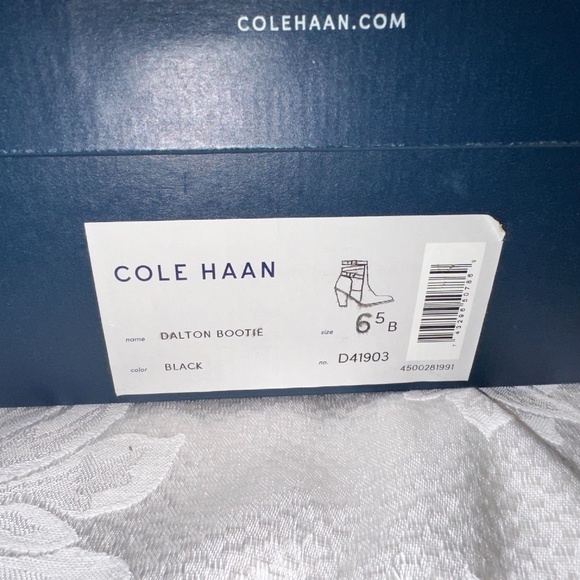 COLEHAAN.COM
COLE HAAN
name DALTON BOOTIE size 6 5 B
color BLACK no. D41903
4500281991